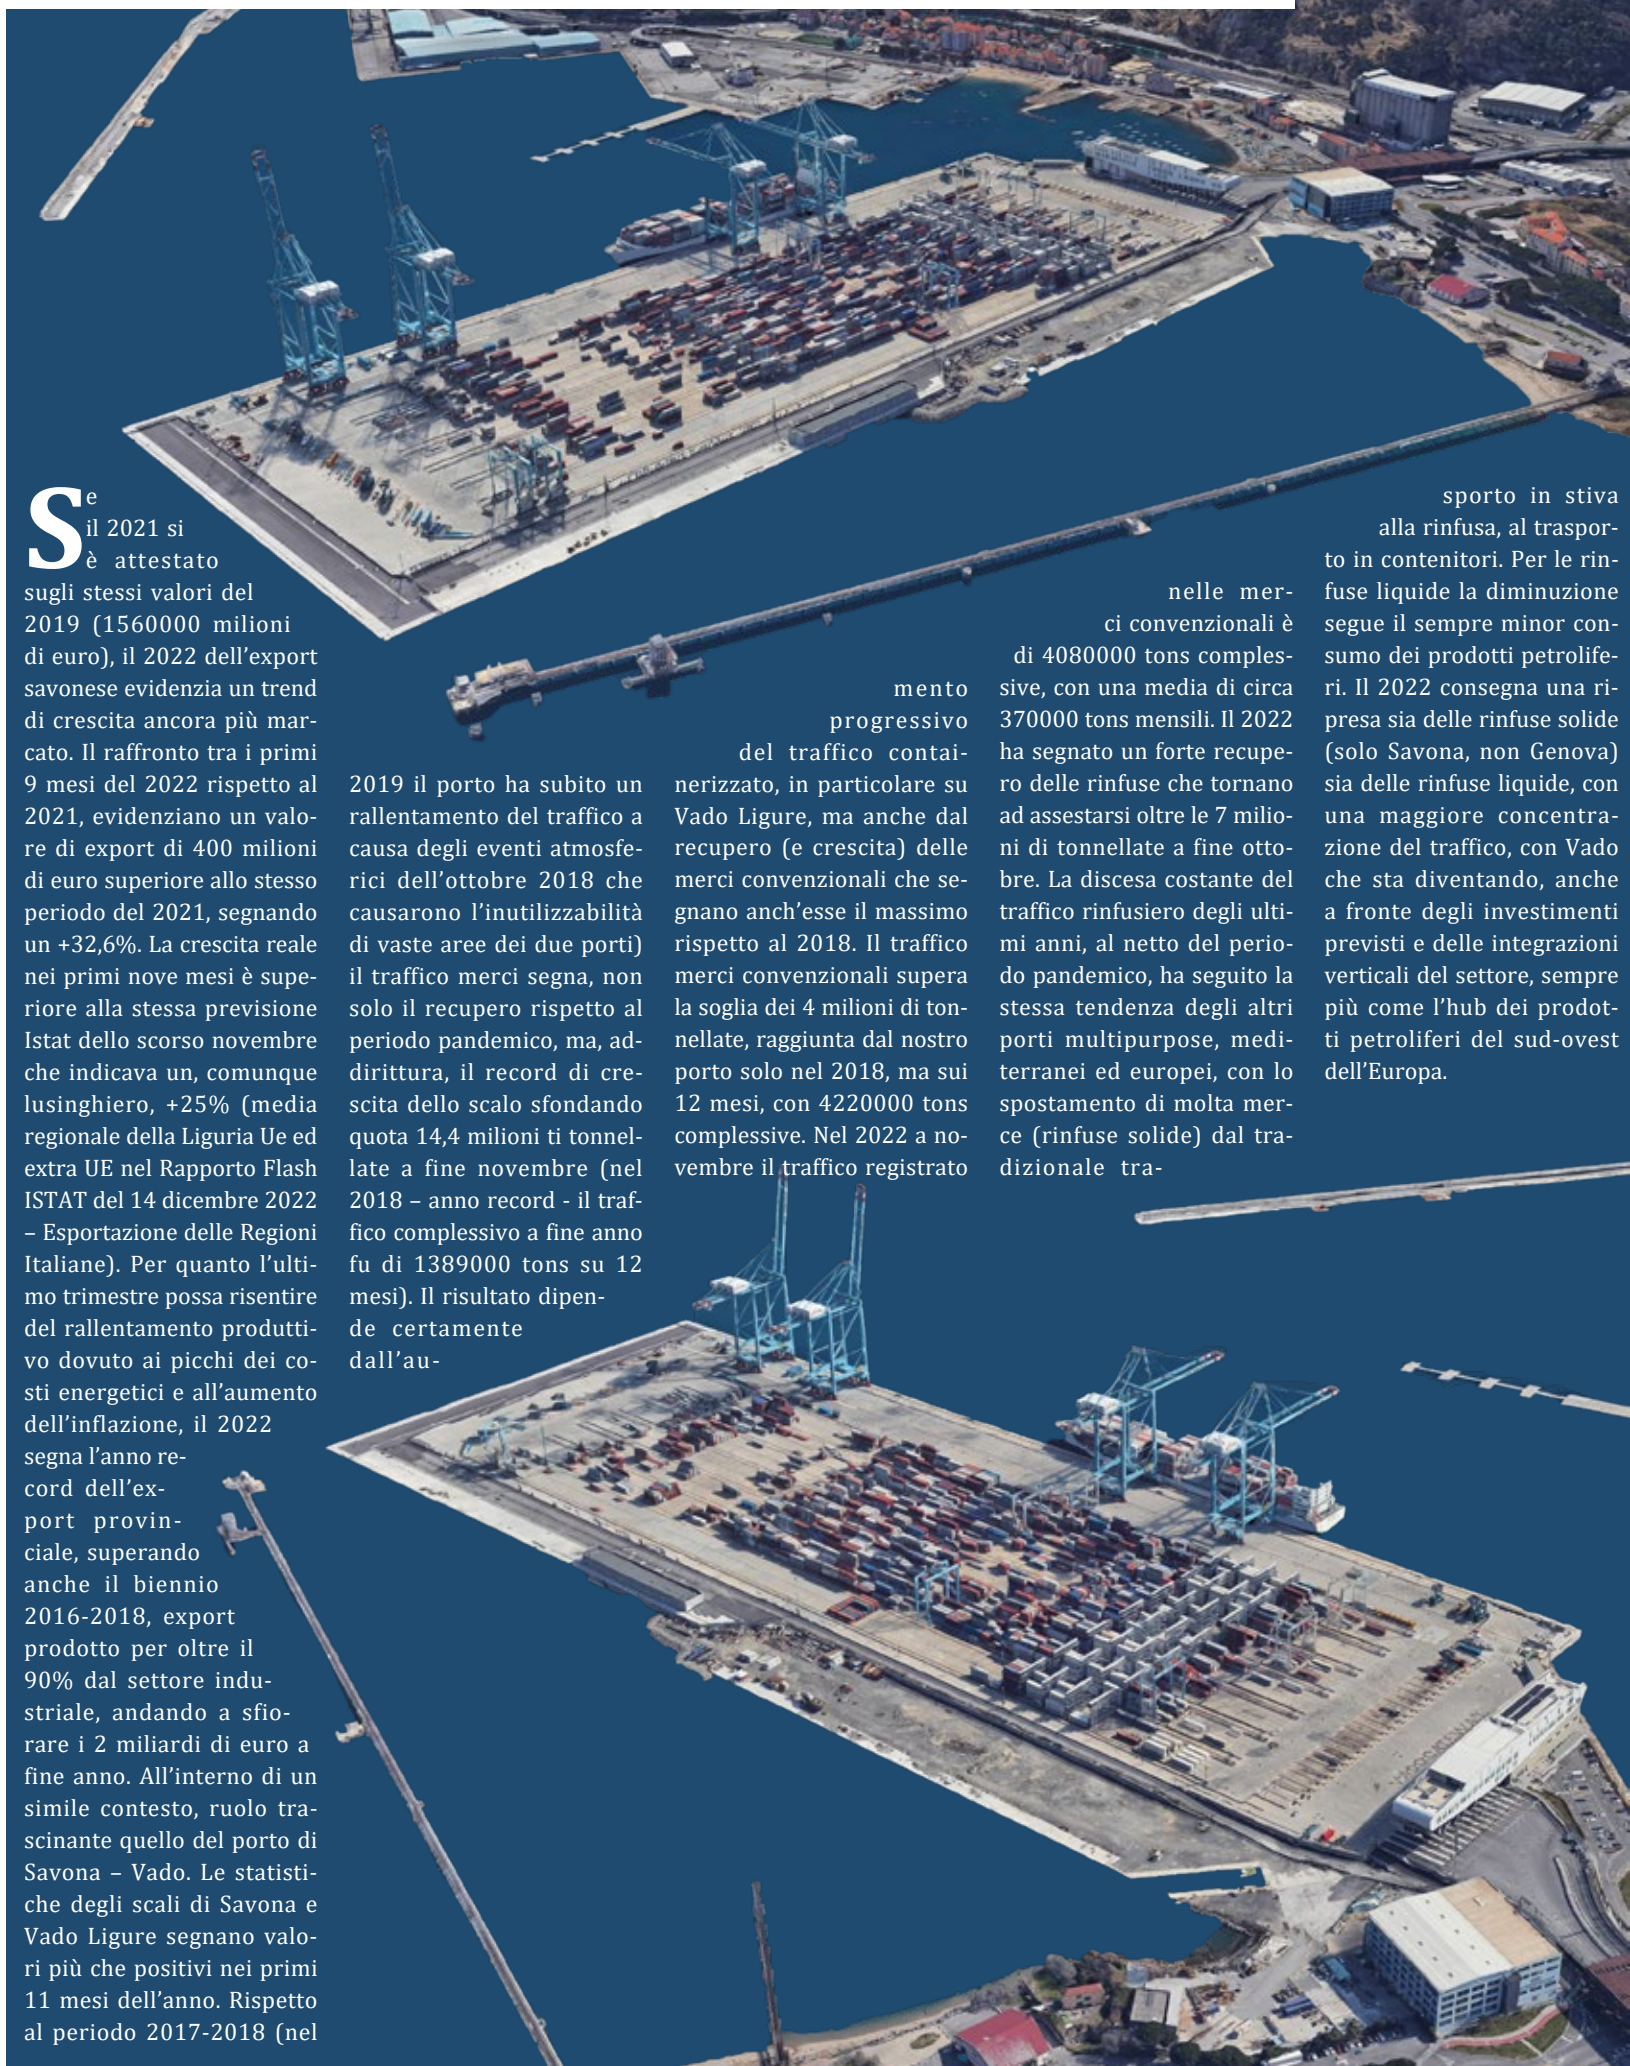 Se
il 2021 si
è attestato
sugli stessi valori del
2019 (1560000 milioni
di euro), il 2022 dell'export
savonese evidenzia un trend
di crescita ancora più mar-
cato. Il raffronto tra i primi
9 mesi del 2022 rispetto al
2021, evidenziano un valo-
re di export di 400 milioni
di euro superiore allo stesso
periodo del 2021, segnando
un +32,6%. La crescita reale
nei primi nove mesi è supe-
riore alla stessa previsione
Istat dello scorso novembre
che indicava un, comunque
lusinghiero, +25% (media
regionale della Liguria Ue ed
extra UE nel Rapporto Flash
ISTAT del 14 dicembre 2022
– Esportazione delle Regioni
Italiane). Per quanto l'ulti-
mo trimestre possa risentire
del rallentamento produtti-
vo dovuto ai picchi dei co-
sti energetici e all'aumento
dell'inflazione, il 2022
segna l'anno re-
cord dell'ex-
port provin-
ciale, superando
anche il biennio
2016-2018, export
prodotto per oltre il
90% dal settore indu-
striale, andando a sfio-
rare i 2 miliardi di euro a
fine anno. All'interno di un
simile contesto, ruolo tra-
scinante quello del porto di
Savona – Vado. Le statisti-
che degli scali di Savona e
Vado Ligure segnano valo-
ri più che positivi nei primi
11 mesi dell'anno. Rispetto
al periodo 2017-2018 (nel
2019 il porto ha subito un
rallentamento del traffico a
causa degli eventi atmosfe-
rici dell'ottobre 2018 che
causarono l'inutilizzabilità
di vaste aree dei due porti)
il traffico merci segna, non
solo il recupero rispetto al
periodo pandemico, ma, ad-
dirittura, il record di cre-
scita dello scalo sfondando
quota 14,4 milioni ti tonnel-
late a fine novembre (nel
2018 – anno record - il traf-
fico complessivo a fine anno
fu di 1389000 tons su 12
mesi). Il risultato dipen-
de certamente
dall'au-
mento
progressivo
del traffico contai-
nerizzato, in particolare su
Vado Ligure, ma anche dal
recupero (e crescita) delle
merci convenzionali che se-
gnano anch'esse il massimo
rispetto al 2018. Il traffico
merci convenzionali supera
la soglia dei 4 milioni di ton-
nellate, raggiunta dal nostro
porto solo nel 2018, ma sui
12 mesi, con 4220000 tons
complessive. Nel 2022 a no-
vembre il traffico registrato
nelle mer-
ci convenzionali è
di 4080000 tons comples-
sive, con una media di circa
370000 tons mensili. Il 2022
ha segnato un forte recupe-
ro delle rinfuse che tornano
ad assestarsi oltre le 7 milio-
ni di tonnellate a fine otto-
bre. La discesa costante del
traffico rinfusiero degli ulti-
mi anni, al netto del perio-
do pandemico, ha seguito la
stessa tendenza degli altri
porti multipurpose, medi-
terranei ed europei, con lo
spostamento di molta mer-
ce (rinfuse solide) dal tra-
dizionale tra-
sporto in stiva
alla rinfusa, al traspor-
to in contenitori. Per le rin-
fuse liquide la diminuzione
segue il sempre minor con-
sumo dei prodotti petrolife-
ri. Il 2022 consegna una ri-
presa sia delle rinfuse solide
(solo Savona, non Genova)
sia delle rinfuse liquide, con
una maggiore concentra-
zione del traffico, con Vado
che sta diventando, anche
a fronte degli investimenti
previsti e delle integrazioni
verticali del settore, sempre
più come l'hub dei prodot-
ti petroliferi del sud-ovest
dell'Europa.